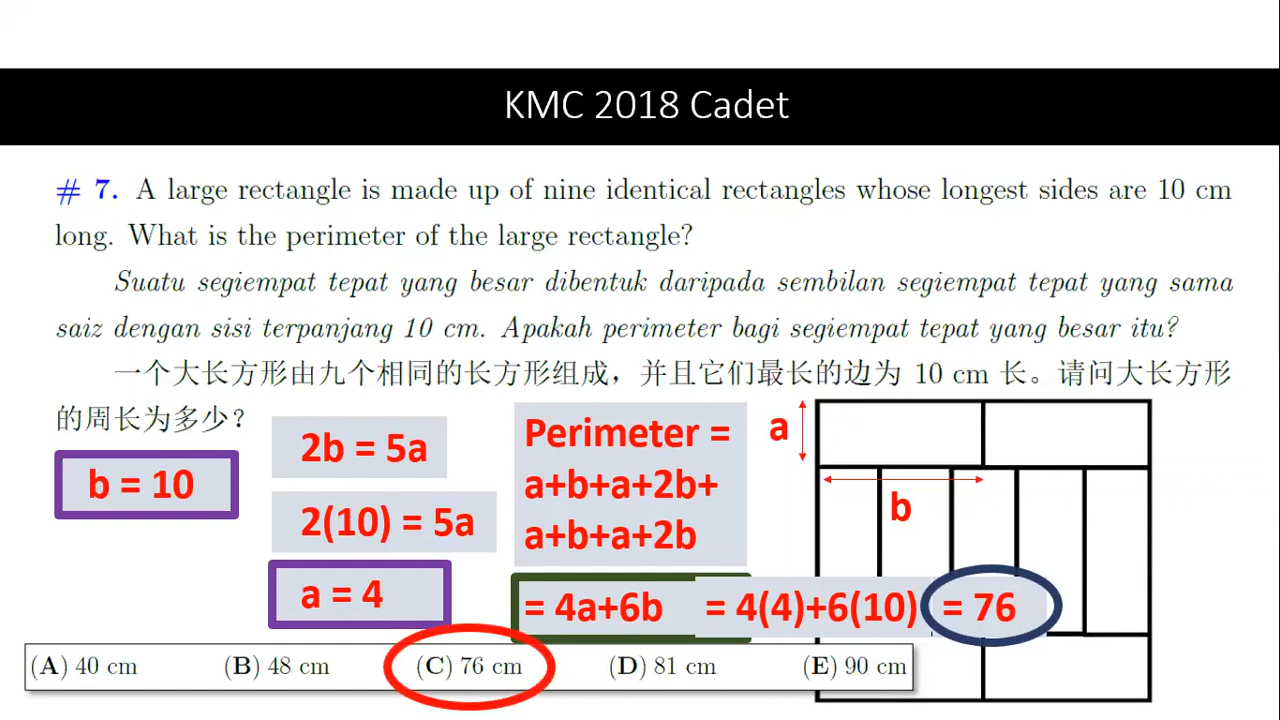 KMC 2018 Cadet
# 7. A large rectangle is made up of nine identical rectangles whose longest sides are 10 cm
long. What is the perimeter of the large rectangle?
Suatu segiempat tepat yang besar dibentuk daripada sembilan segiempat tepat yang sama
saiz dengan sisi terpanjang 10 cm. Apakah perimeter bagi segiempat tepat yang besar itu?
一个大长方形由九个相同的长方形组成，并且它们最长的边为 10 cm 长。请问大长方形
的周长为多少？
b = 10
2b = 5a
2(10) = 5a
a = 4
Perimeter =
a+b+a+2b+
a+b+a+2b
= 4a+6b = 4(4)+6(10) = 76
a
b
(A) 40 cm (B) 48 cm (C) 76 cm (D) 81 cm (E) 90 cm